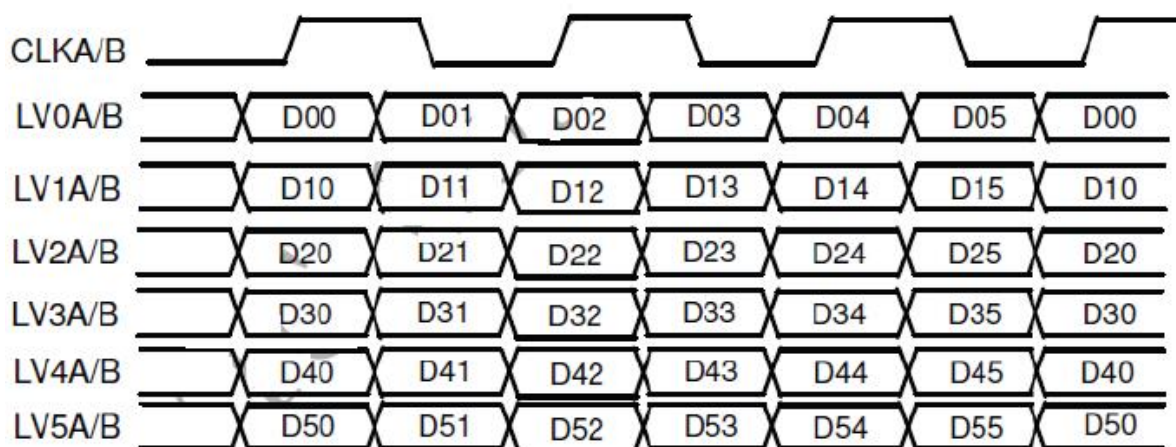 CLKA/B
LV0A/B D00 D01 D02 D03 D04 D05 D00
LV1A/B D10 D11 D12 D13 D14 D15 D10
LV2A/B D20 D21 D22 D23 D24 D25 D20
LV3A/B D30 D31 D32 D33 D34 D35 D30
LV4A/B D40 D41 D42 D43 D44 D45 D40
LV5A/B D50 D51 D52 D53 D54 D55 D50